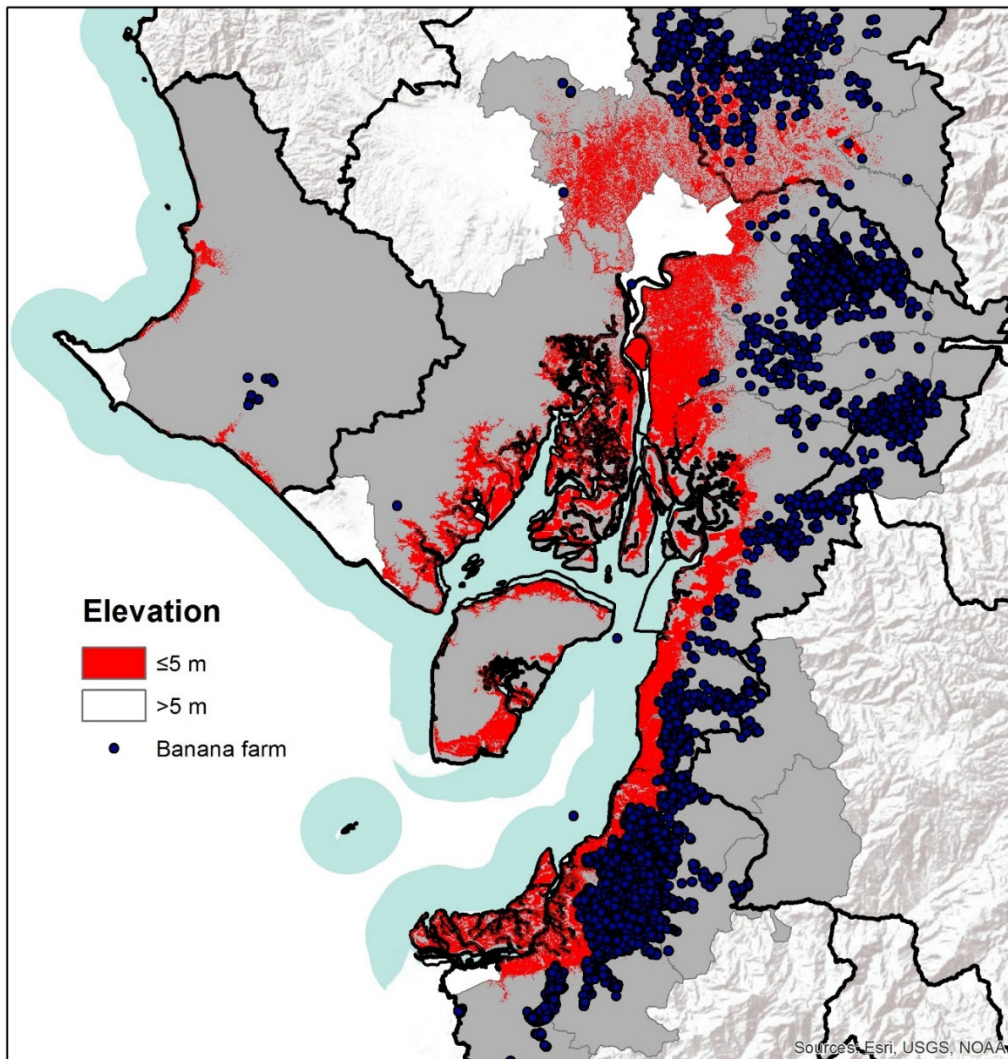 Elevation
≤5 m
>5 m
Banana farm
Sources: Esri, USGS, NOAA